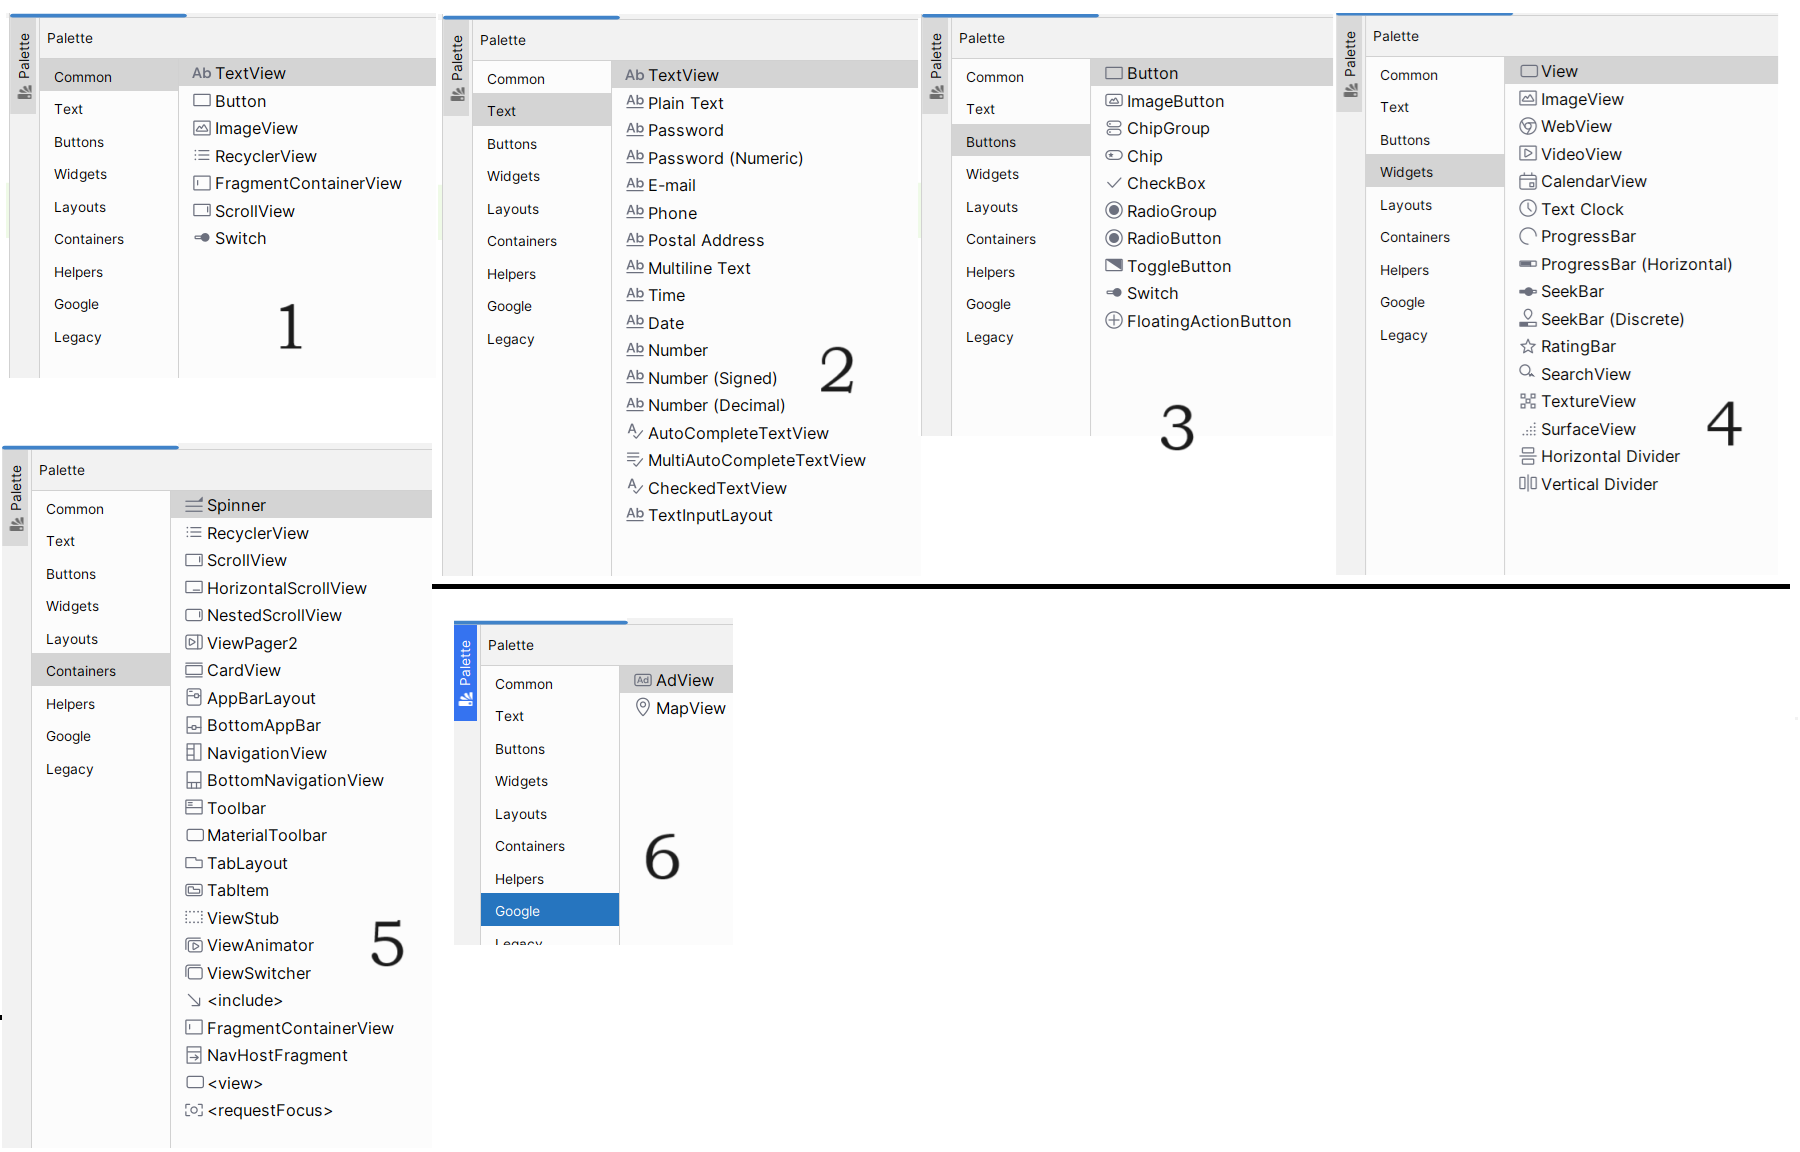 Palette
Palette
Common
Text
Buttons
Widgets
Layouts
Containers
Helpers
Google
Legacy
Ab TextView
Button
ImageView
RecyclerView
FragmentContainerView
ScrollView
Switch
1
Palette
Palette
Common
Text
Buttons
Widgets
Layouts
Containers
Helpers
Google
Legacy
Ab TextView
Ab Plain Text
Ab Password
Ab Password (Numeric)
Ab E-mail
Ab Phone
Ab Postal Address
Ab Multiline Text
Ab Time
Ab Date
Ab Number
Ab Number (Signed)
Ab Number (Decimal)
A AutoCompleteTextView
MultiAutoCompleteTextView
A CheckedTextView
Ab TextInputLayout
2
Palette
Palette
Common
Text
Buttons
Widgets
Layouts
Containers
Helpers
Google
Legacy
Button
ImageButton
ChipGroup
Chip
CheckBox
RadioGroup
RadioButton
ToggleButton
Switch
FloatingActionButton
3
Palette
Palette
Common
Text
Buttons
Widgets
Layouts
Containers
Helpers
Google
Legacy
View
ImageView
WebView
VideoView
CalendarView
Text Clock
ProgressBar
ProgressBar (Horizontal)
SeekBar
SeekBar (Discrete)
RatingBar
SearchView
TextureView
SurfaceView
Horizontal Divider
Vertical Divider
4
Palette
Palette
Common
Text
Buttons
Widgets
Layouts
Containers
Helpers
Google
Legacy
Spinner
RecyclerView
ScrollView
HorizontalScrollView
NestedScrollView
ViewPager2
CardView
AppBarLayout
BottomAppBar
NavigationView
BottomNavigationView
Toolbar
MaterialToolbar
TabLayout
TabItem
ViewStub
ViewAnimator
ViewSwitcher
<include>
FragmentContainerView
NavHostFragment
<view>
<requestFocus>
5
Palette
Palette
Common
Text
Buttons
Widgets
Layouts
Containers
Helpers
Google
Legacy
Ad AdView
MapView
6